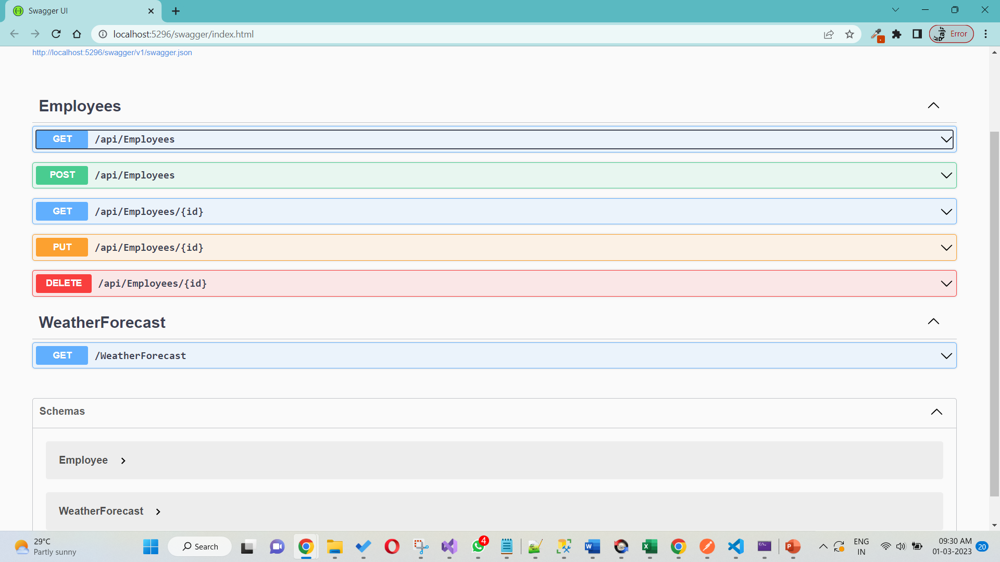 Swagger UI
localhost:5296/swagger/index.html
Error
http://localhost:5296/swagger/v1/swagger.json
Employees
GET /api/Employees
POST /api/Employees
GET /api/Employees/{id}
PUT /api/Employees/{id}
DELETE /api/Employees/{id}
WeatherForecast
GET /WeatherForecast
Schemas
Employee
WeatherForecast
29°C
Partly sunny
Search
4
ENG
IN
09:30 AM
01-03-2023
20